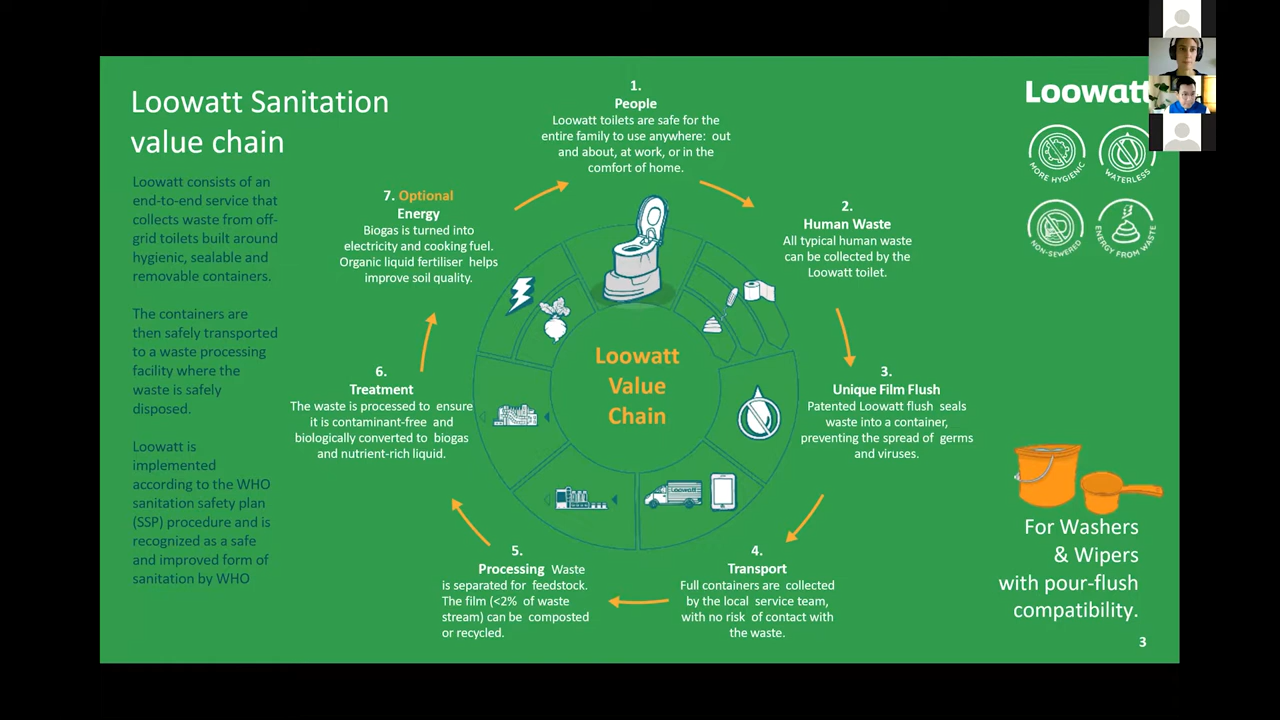 Loowatt Sanitation
value chain
Loowatt consists of an
end-to-end service that
collects waste from off-
grid toilets built around
hygienic, sealable and
removable containers.
The containers are
then safely transported
to a waste processing
facility where the
waste is safely
disposed.
Loowatt is
implemented
according to the WHO
sanitation safety plan
(SSP) procedure and is
recognized as a safe
and improved form of
sanitation by WHO
1.
People
Loowatt toilets are safe for the
entire family to use anywhere: out
and about, at work, or in the
comfort of home.
2.
Human Waste
All typical human waste
can be collected by the
Loowatt toilet.
3.
Unique Film Flush
Patented Loowatt flush seals
waste into a container,
preventing the spread of germs
and viruses.
4.
Transport
Full containers are collected
by the local service team,
with no risk of contact with
the waste.
5.
Processing Waste
is separated for feedstock.
The film (<2% of waste
stream) can be composted
or recycled.
6.
Treatment
The waste is processed to ensure
it is contaminant-free and
biologically converted to biogas
and nutrient-rich liquid.
7. Optional
Energy
Biogas is turned into
electricity and cooking fuel.
Organic liquid fertiliser helps
improve soil quality.
Loowatt
Value
Chain
LOOWATT
Loowatt
MORE HYGIENIC
WATERLESS
NON-SEWERED
ENERGY FROM WASTE
For Washers
& Wipers
with pour-flush
compatibility.
3